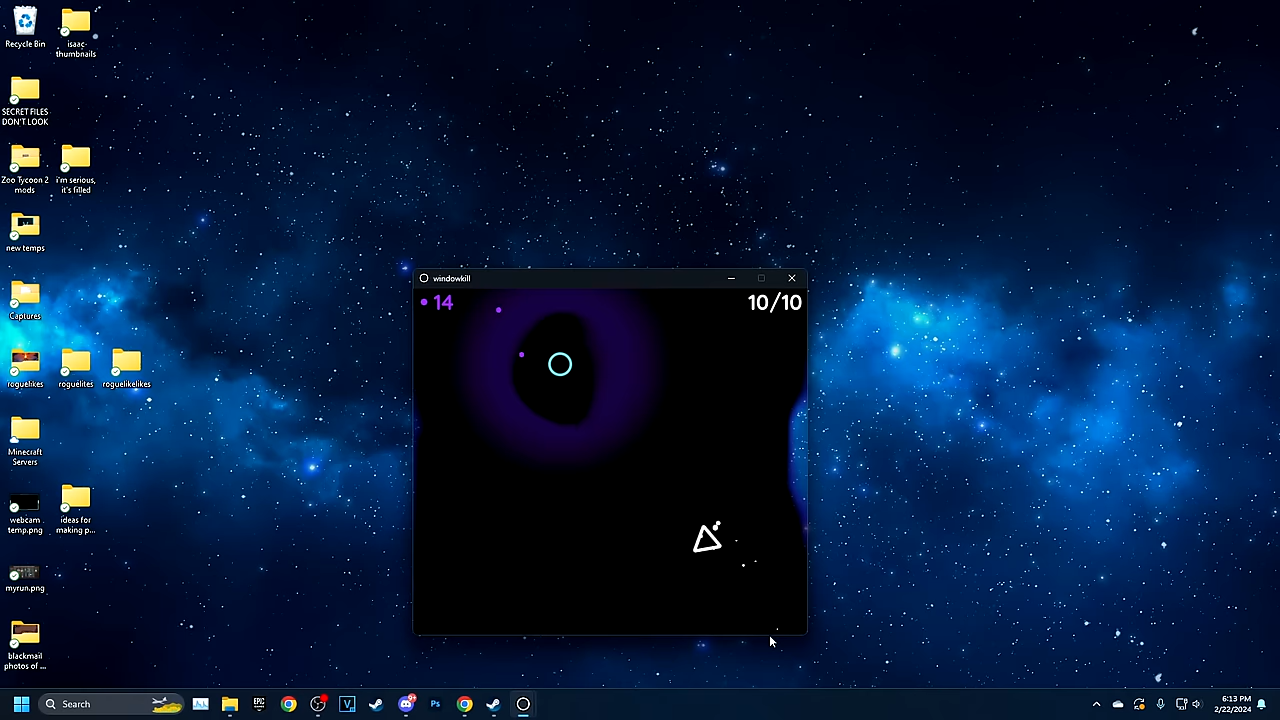 Recycle Bin
isaac-
thumbnails
SECRET FILES
DON'T LOOK
Zoo Tycoon 2
mods
i'm serious,
it's filled
new temps
Captures
roguelikes
roguelites
roguelikelikes
Minecraft
Servers
webcam
temp.png
ideas for
making p...
myrun.png
blackmail
photos of ...
windowkill
14
10/10
Search
EPIC
V
Ps
6:13 PM
2/22/2024